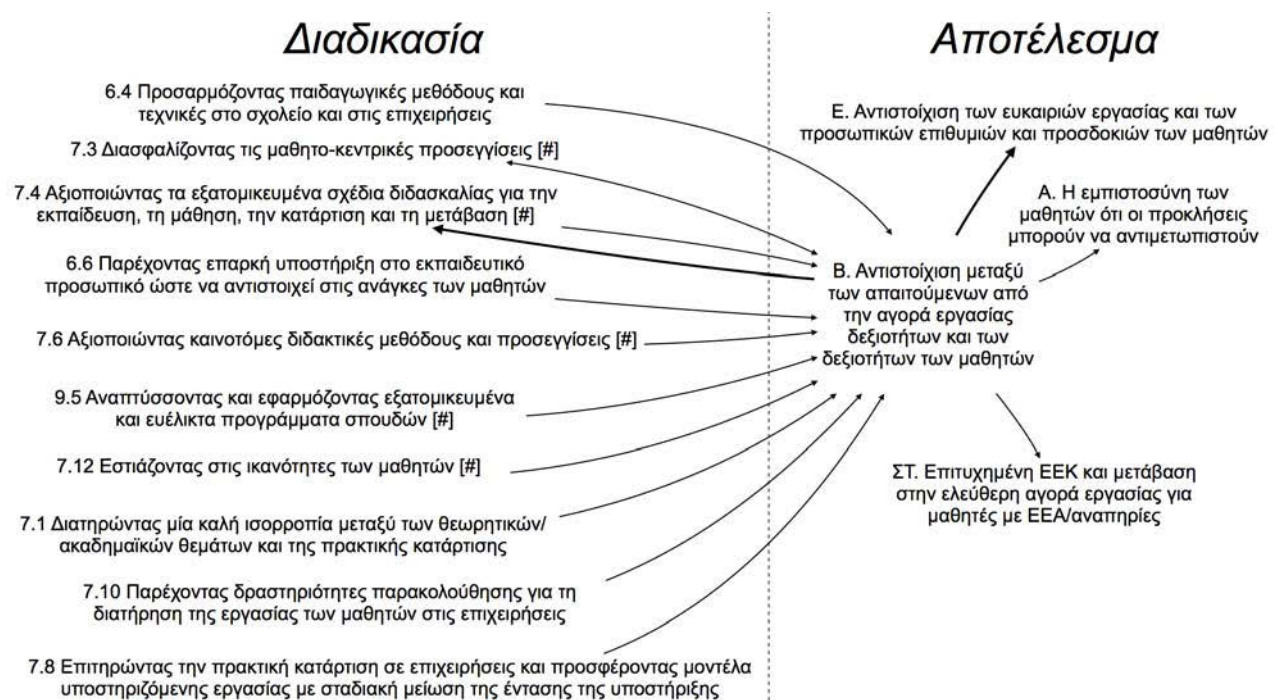 Διαδικασία
6.4 Προσαρμόζοντας παιδαγωγικές μεθόδους και
τεχνικές στο σχολείο και στις επιχειρήσεις
7.3 Διασφαλίζοντας τις μαθητο-κεντρικές προσεγγίσεις [#]
7.4 Αξιοποιώντας τα εξατομικευμένα σχέδια διδασκαλίας για την
εκπαίδευση, τη μάθηση, την κατάρτιση και τη μετάβαση [#]
6.6 Παρέχοντας επαρκή υποστήριξη στο εκπαιδευτικό
προσωπικό ώστε να αντιστοιχεί στις ανάγκες των μαθητών
7.6 Αξιοποιώντας καινοτόμες διδακτικές μεθόδους και προσεγγίσεις [#]
9.5 Αναπτύσσοντας και εφαρμόζοντας εξατομικευμένα
και ευέλικτα προγράμματα σπουδών [#]
7.12 Εστιάζοντας στις ικανότητες των μαθητών [#]
7.1 Διατηρώντας μία καλή ισορροπία μεταξύ των θεωρητικών/
ακαδημαϊκών θεμάτων και της πρακτικής κατάρτισης
7.10 Παρέχοντας δραστηριότητες παρακολούθησης για τη
διατήρηση της εργασίας των μαθητών στις επιχειρήσεις
7.8 Επιτηρώντας την πρακτική κατάρτιση σε επιχειρήσεις και προσφέροντας μοντέλα
υποστηριζόμενης εργασίας με σταδιακή μείωση της έντασης της υποστήριξης
Αποτέλεσμα
Ε. Αντιστοίχιση των ευκαιριών εργασίας και των
προσωπικών επιθυμιών και προσδοκιών των μαθητών
Α. Η εμπιστοσύνη των
μαθητών ότι οι προκλήσεις
μπορούν να αντιμετωπιστούν
Β. Αντιστοίχιση μεταξύ
των απαιτούμενων από
την αγορά εργασίας
δεξιοτήτων και των
δεξιοτήτων των μαθητών
ΣΤ. Επιτυχημένη ΕΕΚ και μετάβαση
στην ελεύθερη αγορά εργασίας για
μαθητές με ΕΕΑ/αναπηρίες